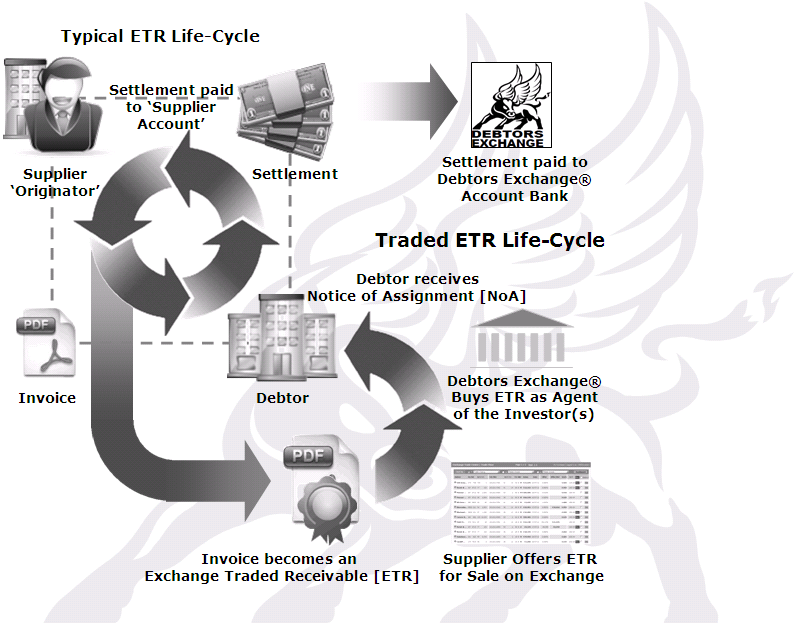 Typical ETR Life-Cycle
Settlement paid
to ‘Supplier
Account’
Supplier
‘Originator’
Settlement
DEBTORS
EXCHANGE
Settlement paid to
Debtors Exchange®
Account Bank
Traded ETR Life-Cycle
Debtor receives
Notice of Assignment [NoA]
PDF
Invoice
Debtor
Debtors Exchange®
Buys ETR as Agent
of the Investor(s)
PDF
Invoice becomes an
Exchange Traded Receivable [ETR]
Supplier Offers ETR
for Sale on Exchange